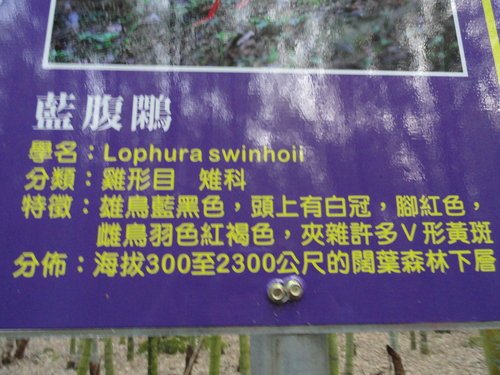 藍腹鷴
學名：Lophura swinhoii
分類：雞形目 雉科
特徵：雄鳥藍黑色，頭上有白冠，腳紅色，
雌鳥羽色紅褐色，夾雜許多V形黃斑
分佈：海拔300至2300公尺的闊葉森林下層